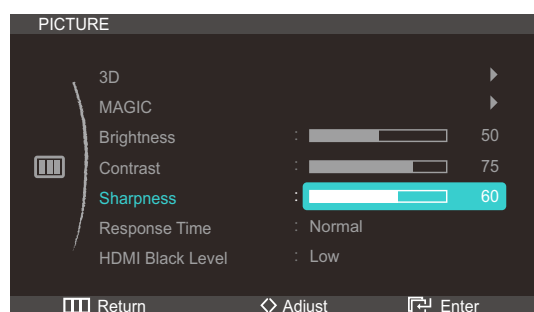 PICTURE
3D
MAGIC
Brightness : 50
Contrast : 75
Sharpness : 60
Response Time : Normal
HDMI Black Level : Low
Return Adjust Enter